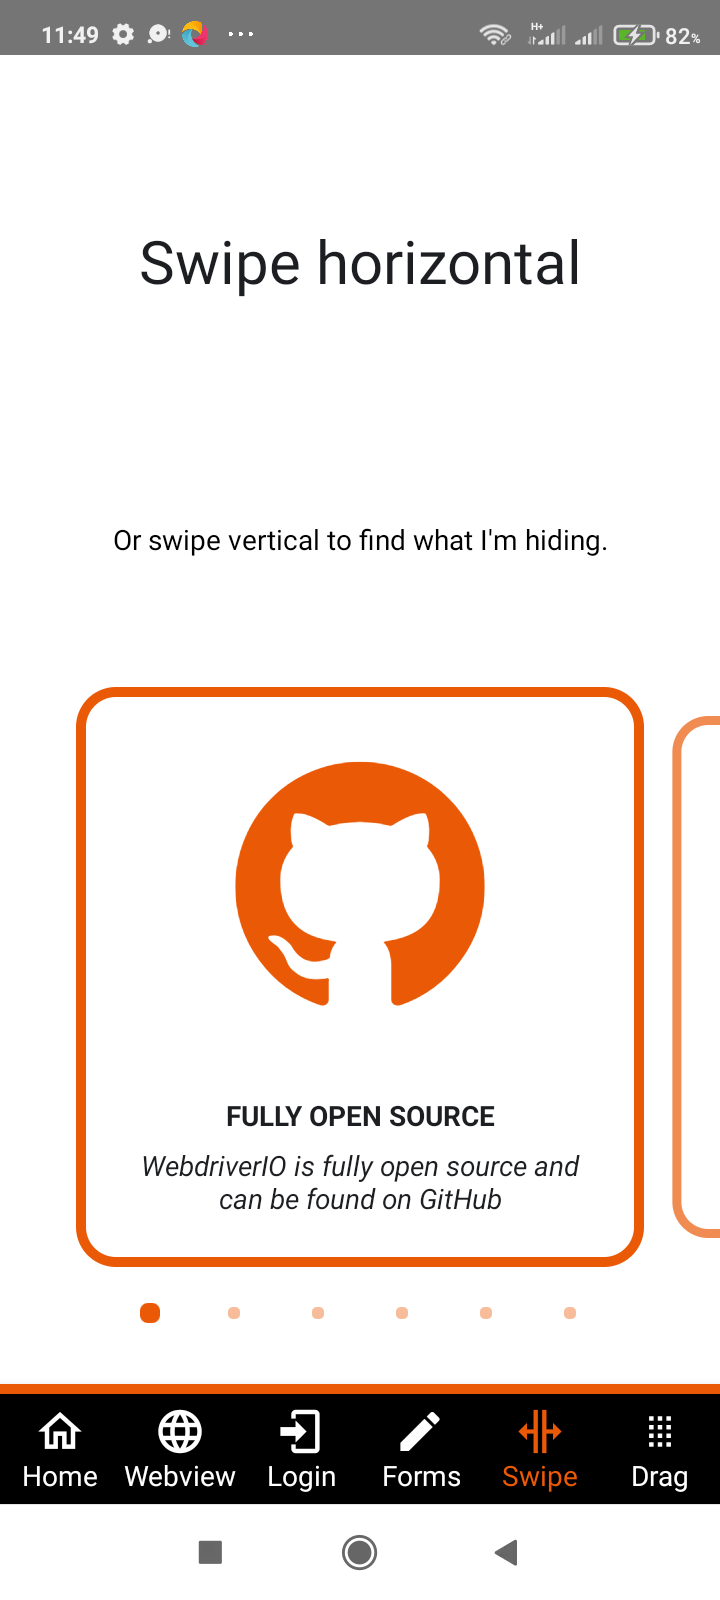 11:49
H+
82%
Swipe horizontal
Or swipe vertical to find what I'm hiding.
FULLY OPEN SOURCE
WebdriverIO is fully open source and
can be found on GitHub
Home Webview Login Forms Swipe Drag